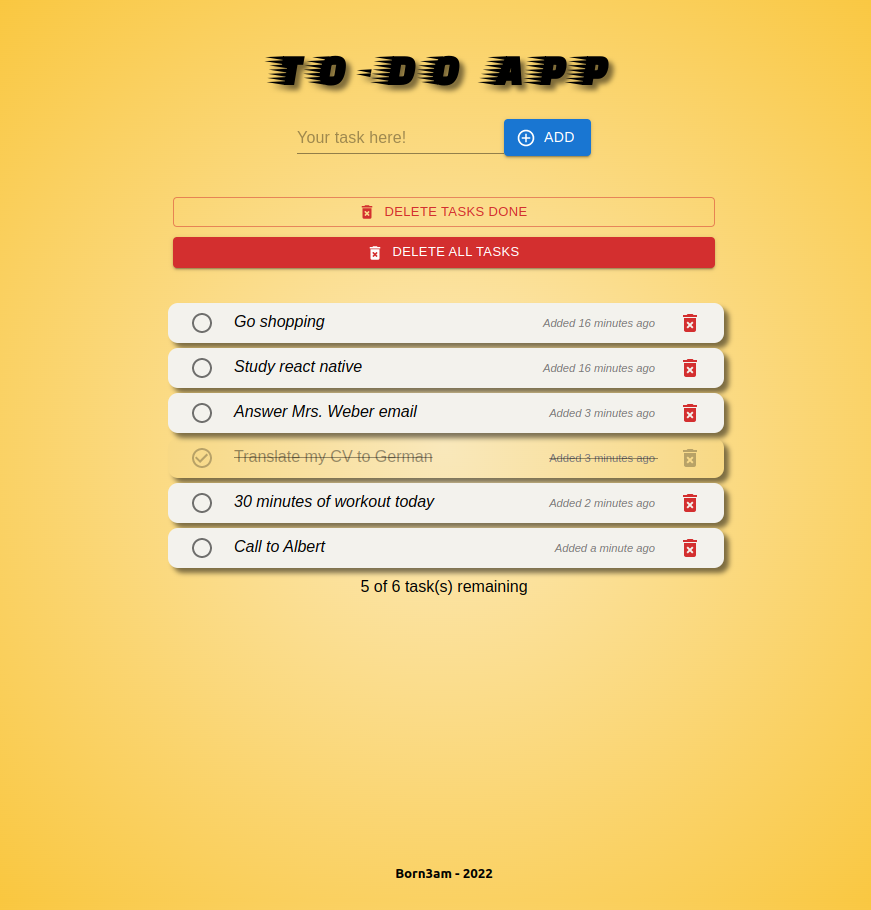 TO-DO APP
Your task here!
ADD
DELETE TASKS DONE
DELETE ALL TASKS
Go shopping Added 16 minutes ago
Study react native Added 16 minutes ago
Answer Mrs. Weber email Added 3 minutes ago
Translate my CV to German Added 3 minutes ago
30 minutes of workout today Added 2 minutes ago
Call to Albert Added a minute ago
5 of 6 task(s) remaining
Born3am - 2022